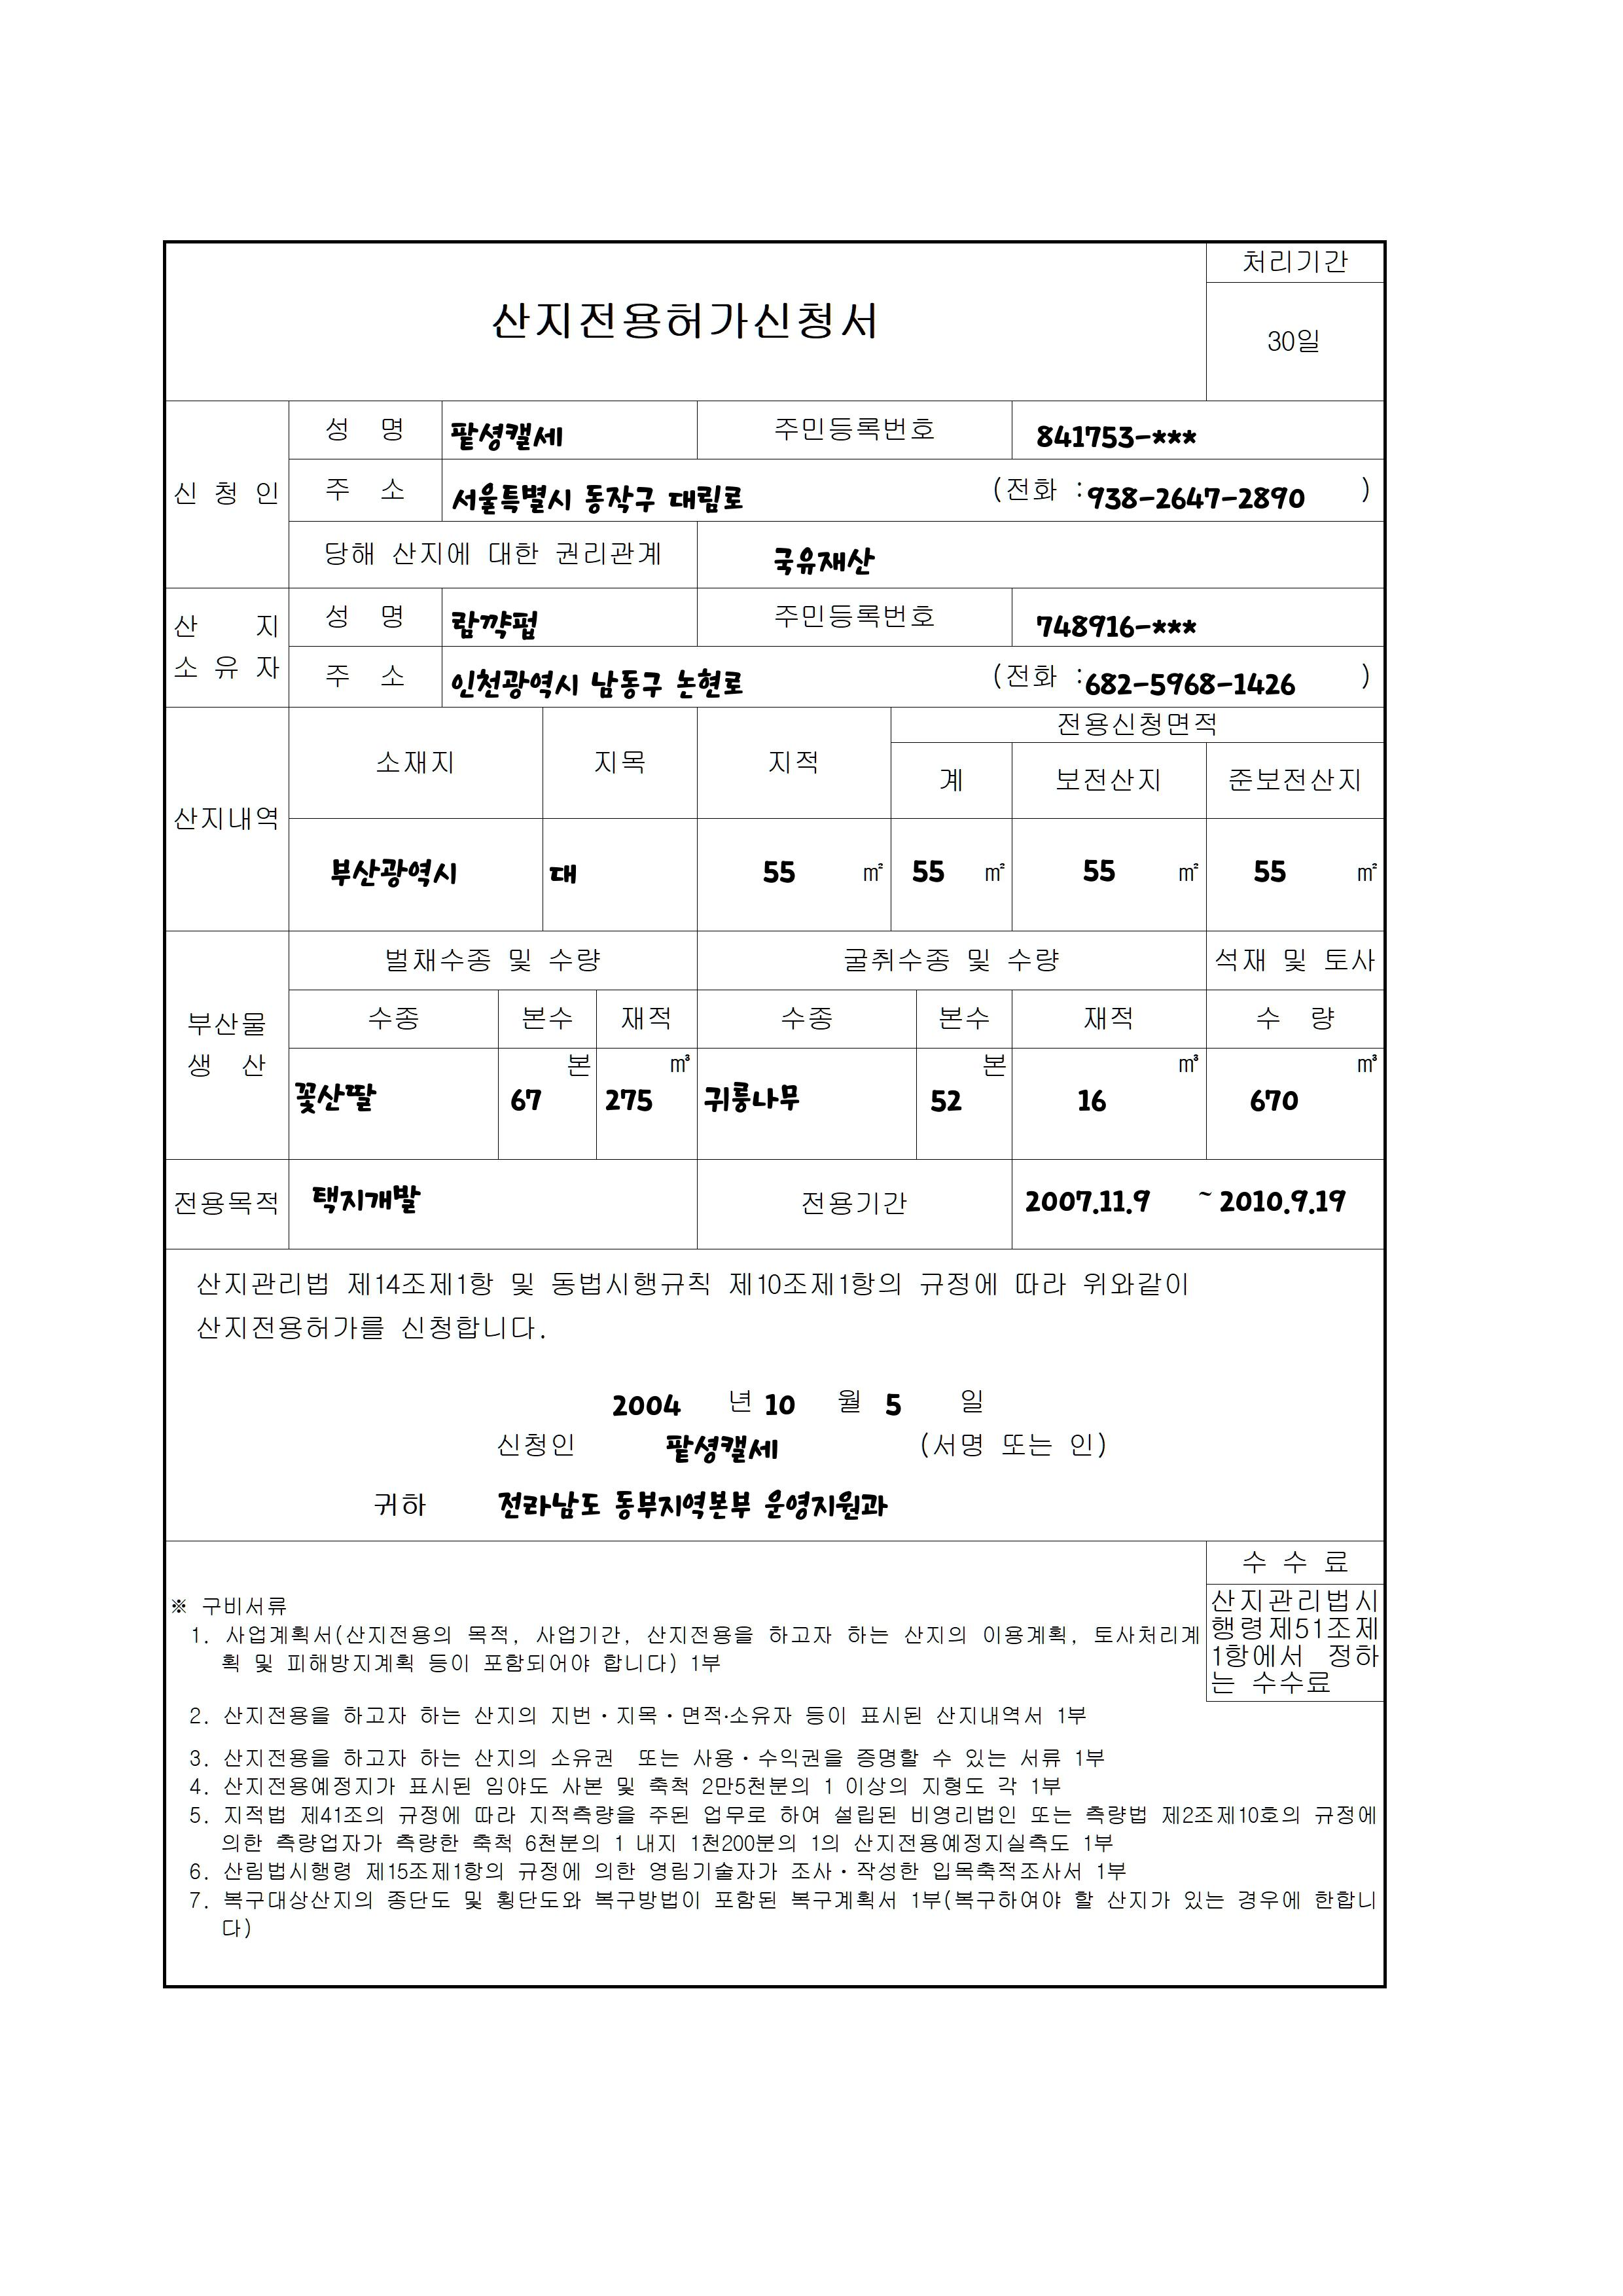 처리기간
산지전용허가신청서
30일
신 청 인
성 명 팥셩캘세 주민등록번호 841753-***
주 소 서울특별시 동작구 대림로 (전화 :938-2647-2890 )
당해 산지에 대한 권리관계 국유재산
산 지
소 유 자
성 명 람꺅펍 주민등록번호 748916-***
주 소 인천광역시 남동구 논현로 (전화 :682-5968-1426 )
산지내역
소재지 지목 지적 전용신청면적
계 보전산지 준보전산지
부산광역시 대 55 ㎡ 55 ㎡ 55 ㎡ 55 ㎡
부산물
생 산
벌채수종 및 수량 굴취수종 및 수량 석재 및 토사
수종 본수 재적 수종 본수 재적 수 량
본 ㎥ 본 ㎥ ㎥
꽃산딸 67 275 귀룽나무 52 16 670
전용목적 택지개발 전용기간 2007.11.9 ~ 2010.9.19
산지관리법 제14조제1항 및 동법시행규칙 제10조제1항의 규정에 따라 위와같이
산지전용허가를 신청합니다.
2004 년 10 월 5 일
신청인 팥셩캘세 (서명 또는 인)
귀하 전라남도 동부지역본부 운영지원과
수 수 료
산지관리법시
행령제51조제
1항에서 정하
는 수수료
※ 구비서류
1. 사업계획서(산지전용의 목적, 사업기간, 산지전용을 하고자 하는 산지의 이용계획, 토사처리계
획 및 피해방지계획 등이 포함되어야 합니다) 1부
2. 산지전용을 하고자 하는 산지의 지번·지목·면적·소유자 등이 표시된 산지내역서 1부
3. 산지전용을 하고자 하는 산지의 소유권 또는 사용·수익권을 증명할 수 있는 서류 1부
4. 산지전용예정지가 표시된 임야도 사본 및 축척 2만5천분의 1 이상의 지형도 각 1부
5. 지적법 제41조의 규정에 따라 지적측량을 주된 업무로 하여 설립된 비영리법인 또는 측량법 제2조제10호의 규정에
의한 측량업자가 측량한 축척 6천분의 1 내지 1천200분의 1의 산지전용예정지실측도 1부
6. 산림법시행령 제15조제1항의 규정에 의한 영림기술자가 조사·작성한 입목축적조사서 1부
7. 복구대상산지의 종단도 및 횡단도와 복구방법이 포함된 복구계획서 1부(복구하여야 할 산지가 있는 경우에 한합니
다)